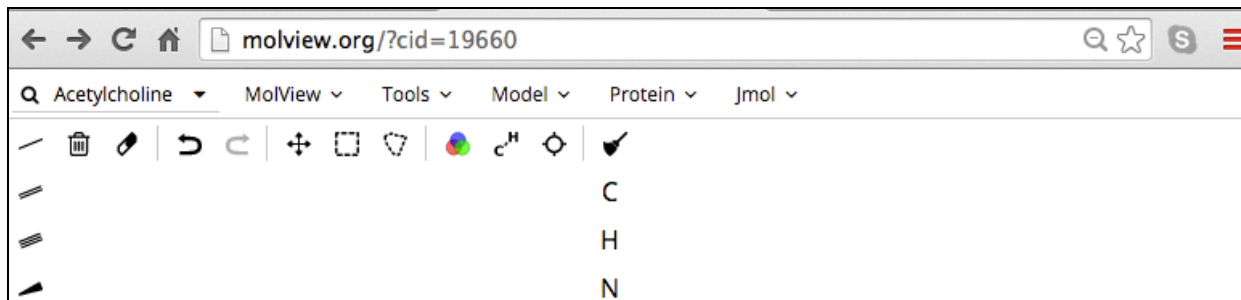 molview.org/?cid=19660
Acetylcholine MolView Tools Model Protein Jmol
C H
C
H
N